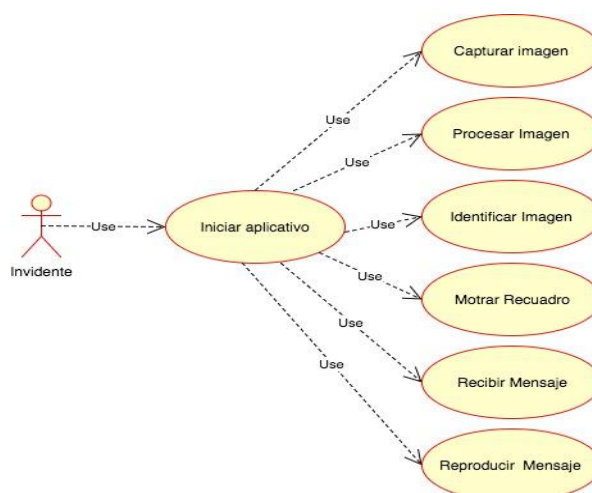 Capturar imagen
Use
Procesar Imagen
Use
Identificar Imagen
Use
Iniciar aplicativo
Use
Invidente
Use
Motrar Recuadro
Use
Recibir Mensaje
Use
Reproducir Mensaje